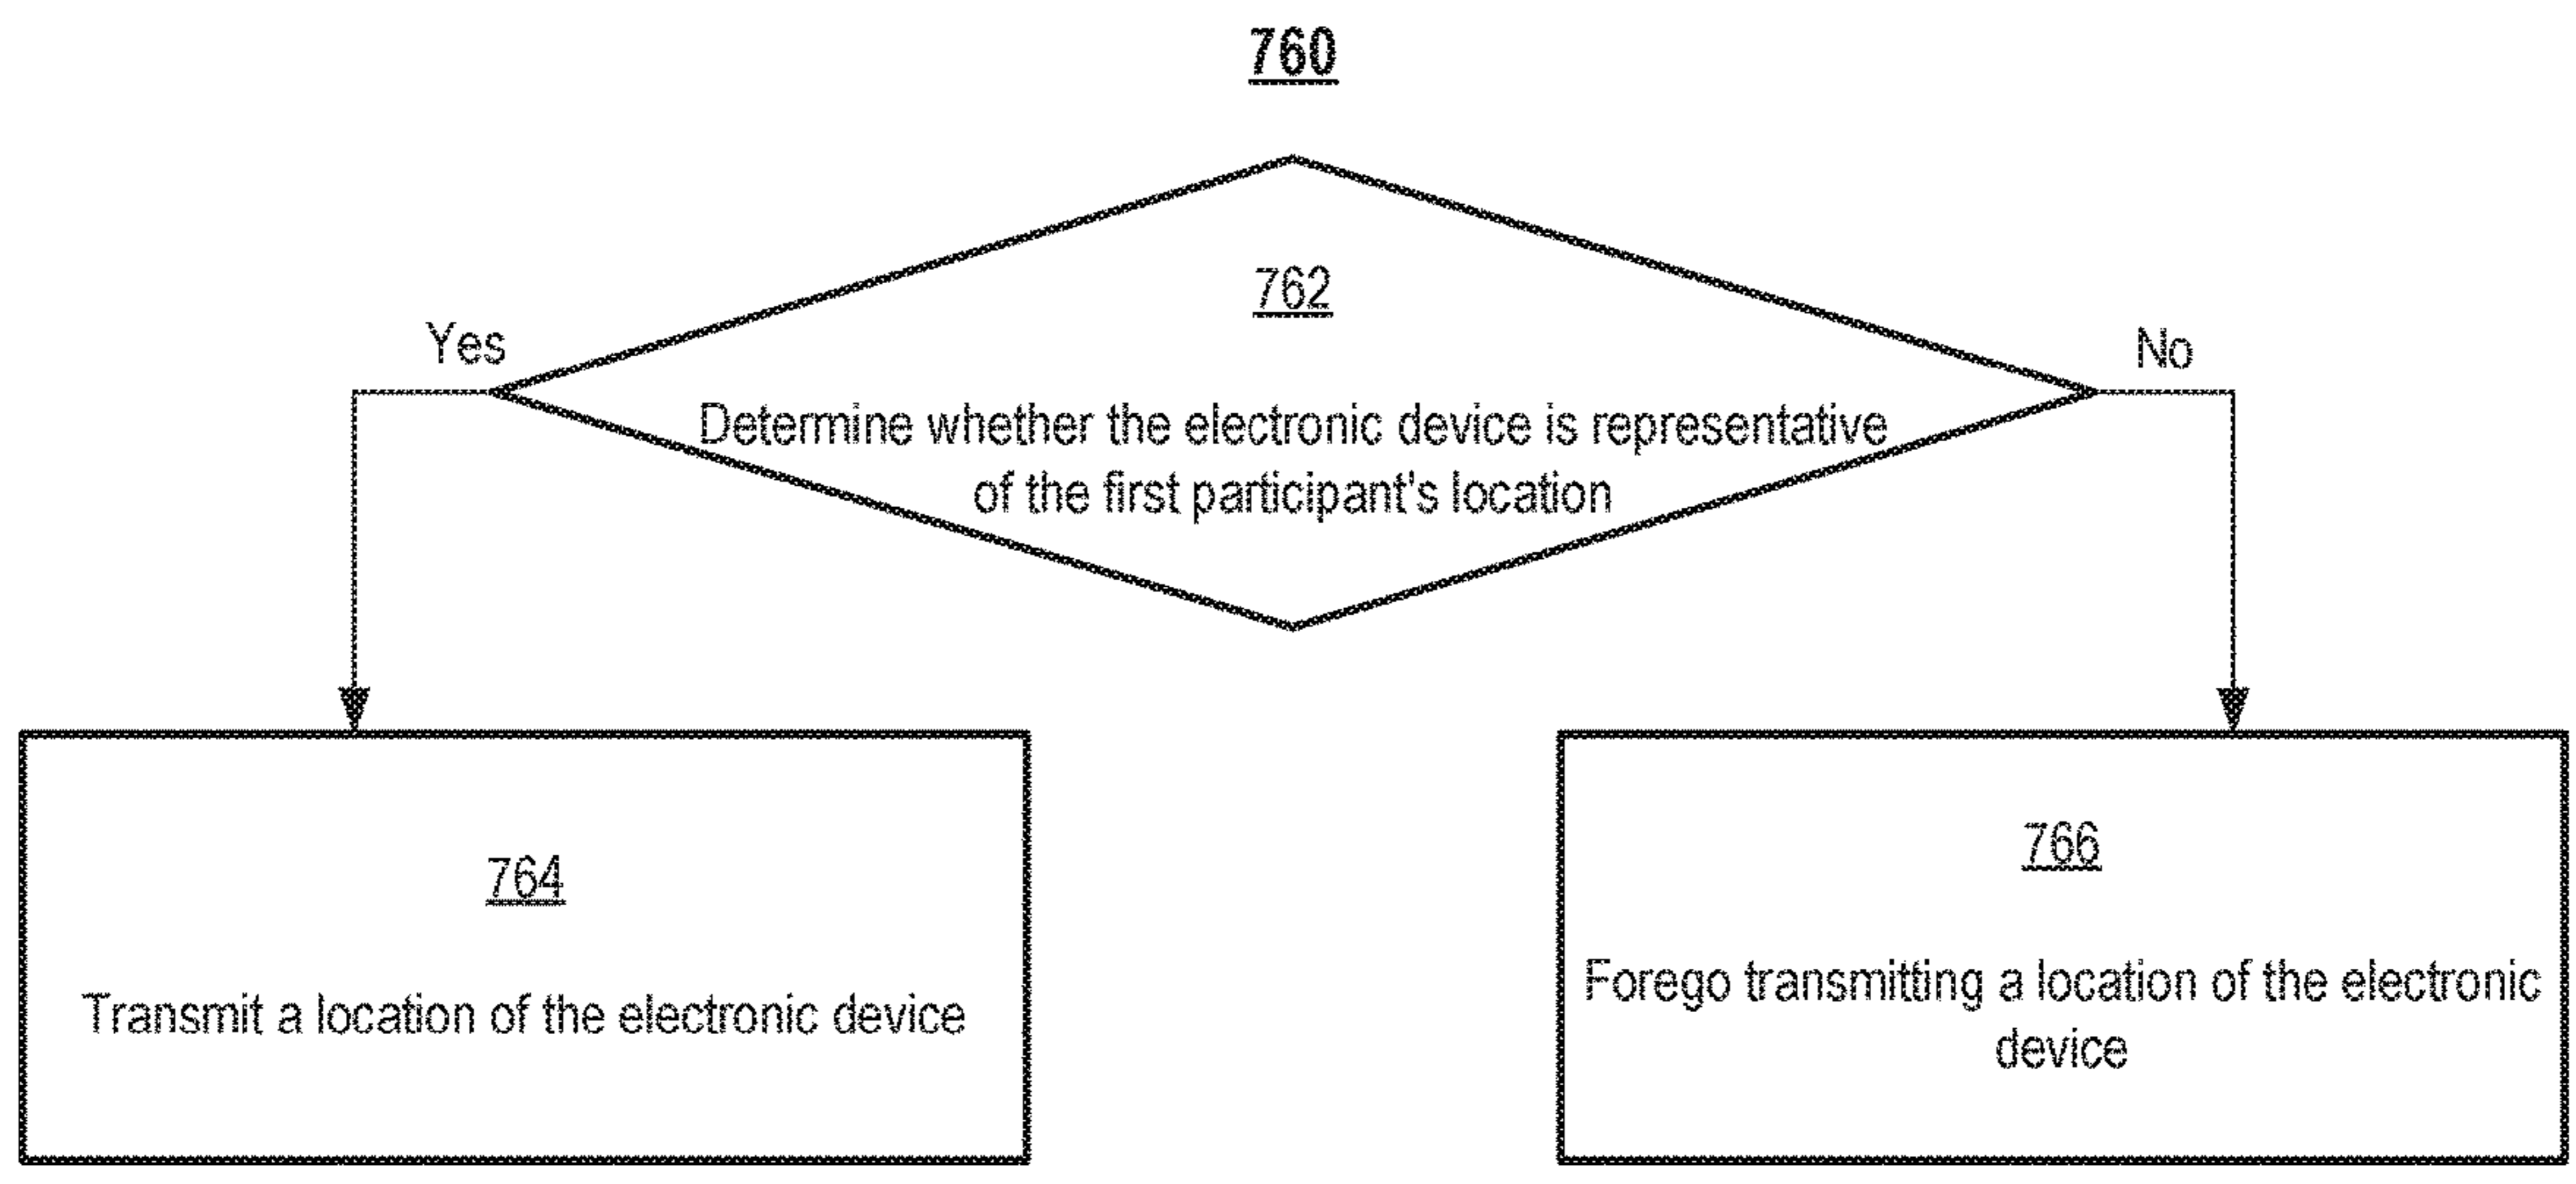 760
762
Yes
No
Determine whether the electronic device is representative
of the first participant's location
764
Transmit a location of the electronic device
766
Forego transmitting a location of the electronic
device